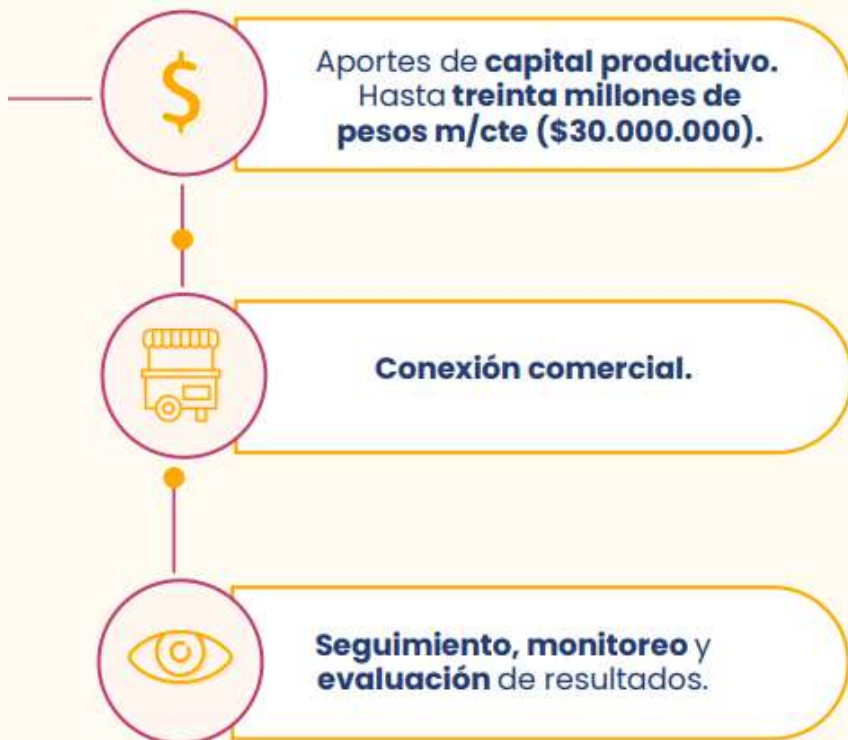 Aportes de capital productivo.
Hasta treinta millones de
pesos m/cte ($30.000.000).
Conexión comercial.
Seguimiento, monitoreo y
evaluación de resultados.